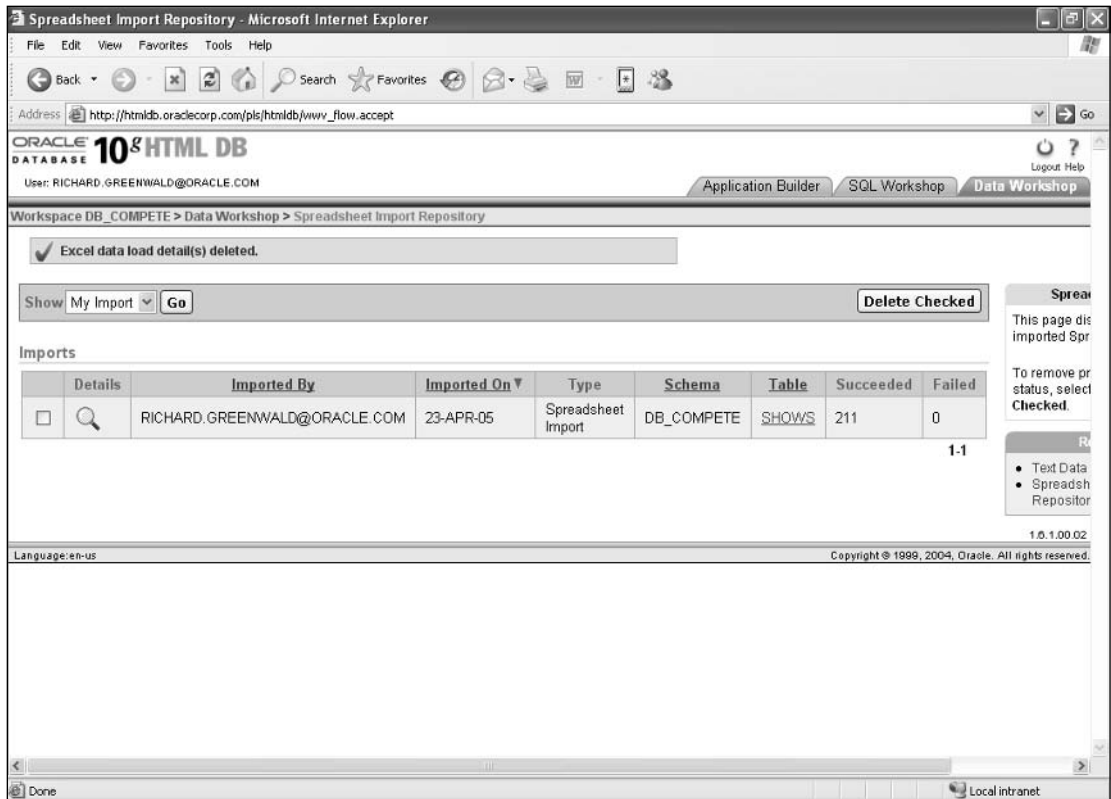 Spreadsheet Import Repository - Microsoft Internet Explorer
File Edit View Favorites Tools Help
Back Search Favorites
Address http://htmldb.oraclecorp.com/pls/htmldb/wwv_flow.accept Go
ORACLE DATABASE 10g HTML DB
Logout Help
User: RICHARD.GREENWALD@ORACLE.COM
Application Builder SQL Workshop Data Workshop
Workspace DB_COMPETE > Data Workshop > Spreadsheet Import Repository
Excel data load detail(s) deleted.
Show My Import Go Delete Checked
Imports
Details Imported By Imported On Type Schema Table Succeeded Failed
RICHARD.GREENWALD@ORACLE.COM 23-APR-05 Spreadsheet Import DB_COMPETE SHOWS 211 0
1-1
Sprea
This page dis
imported Spr
To remove pr
status, select
Checked.
Re
Text Data
Spreadsh
Repositor
1.6.1.00.02
Language:en-us Copyright © 1999, 2004, Oracle. All rights reserved.
Done Local intranet